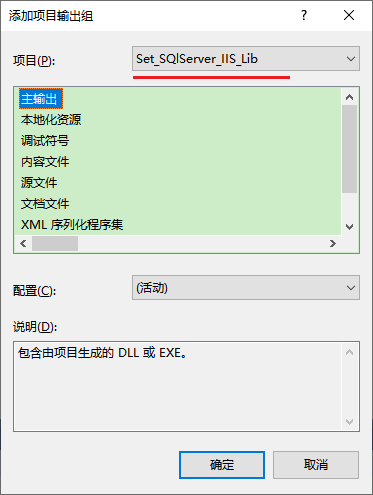 添加项目输出组
?
项目(P):
Set_SQlServer_IIS_Lib
主输出
本地化资源
调试符号
内容文件
源文件
文档文件
XML 序列化程序集
配置(C):
(活动)
说明(D):
包含由项目生成的 DLL 或 EXE。
确定
取消